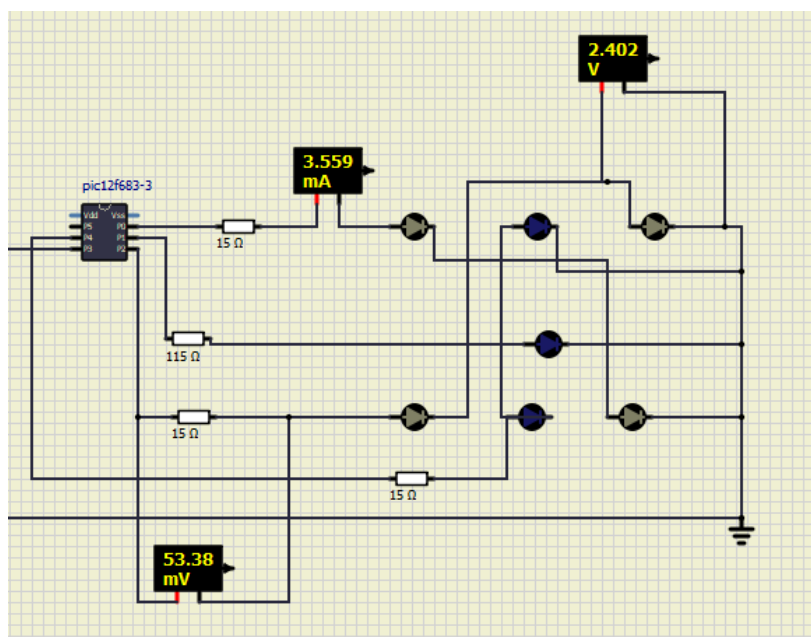 2.402
V
3.559
mA
pic12f683-3
Vdd Vss
P5 P0
P4 P1
P3 P2
15 Ω
115 Ω
15 Ω
15 Ω
53.38
mV